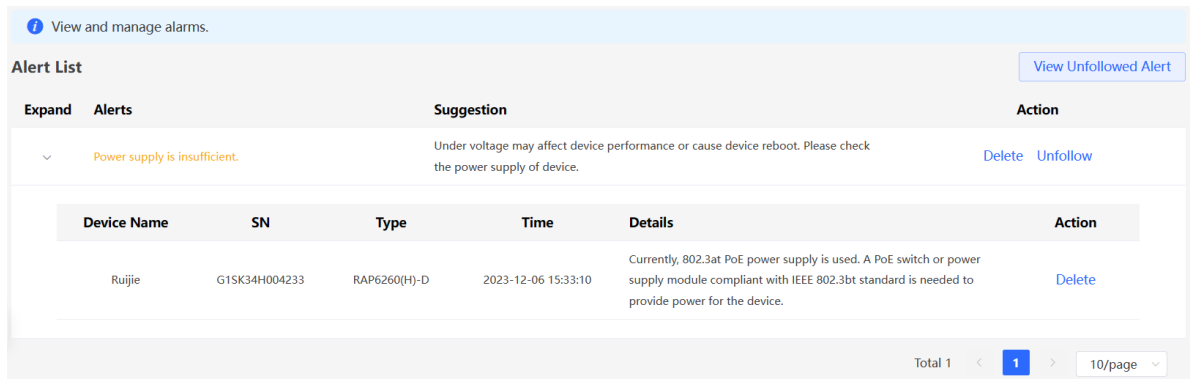 View and manage alarms.
Alert List
View Unfollowed Alert
Expand Alerts Suggestion Action
Power supply is insufficient.
Under voltage may affect device performance or cause device reboot. Please check
the power supply of device.
Delete Unfollow
Device Name SN Type Time Details Action
Ruijie G1SK34H004233 RAP6260(H)-D 2023-12-06 15:33:10
Currently, 802.3at PoE power supply is used. A PoE switch or power
supply module compliant with IEEE 802.3bt standard is needed to
provide power for the device.
Delete
Total 1 1 10/page